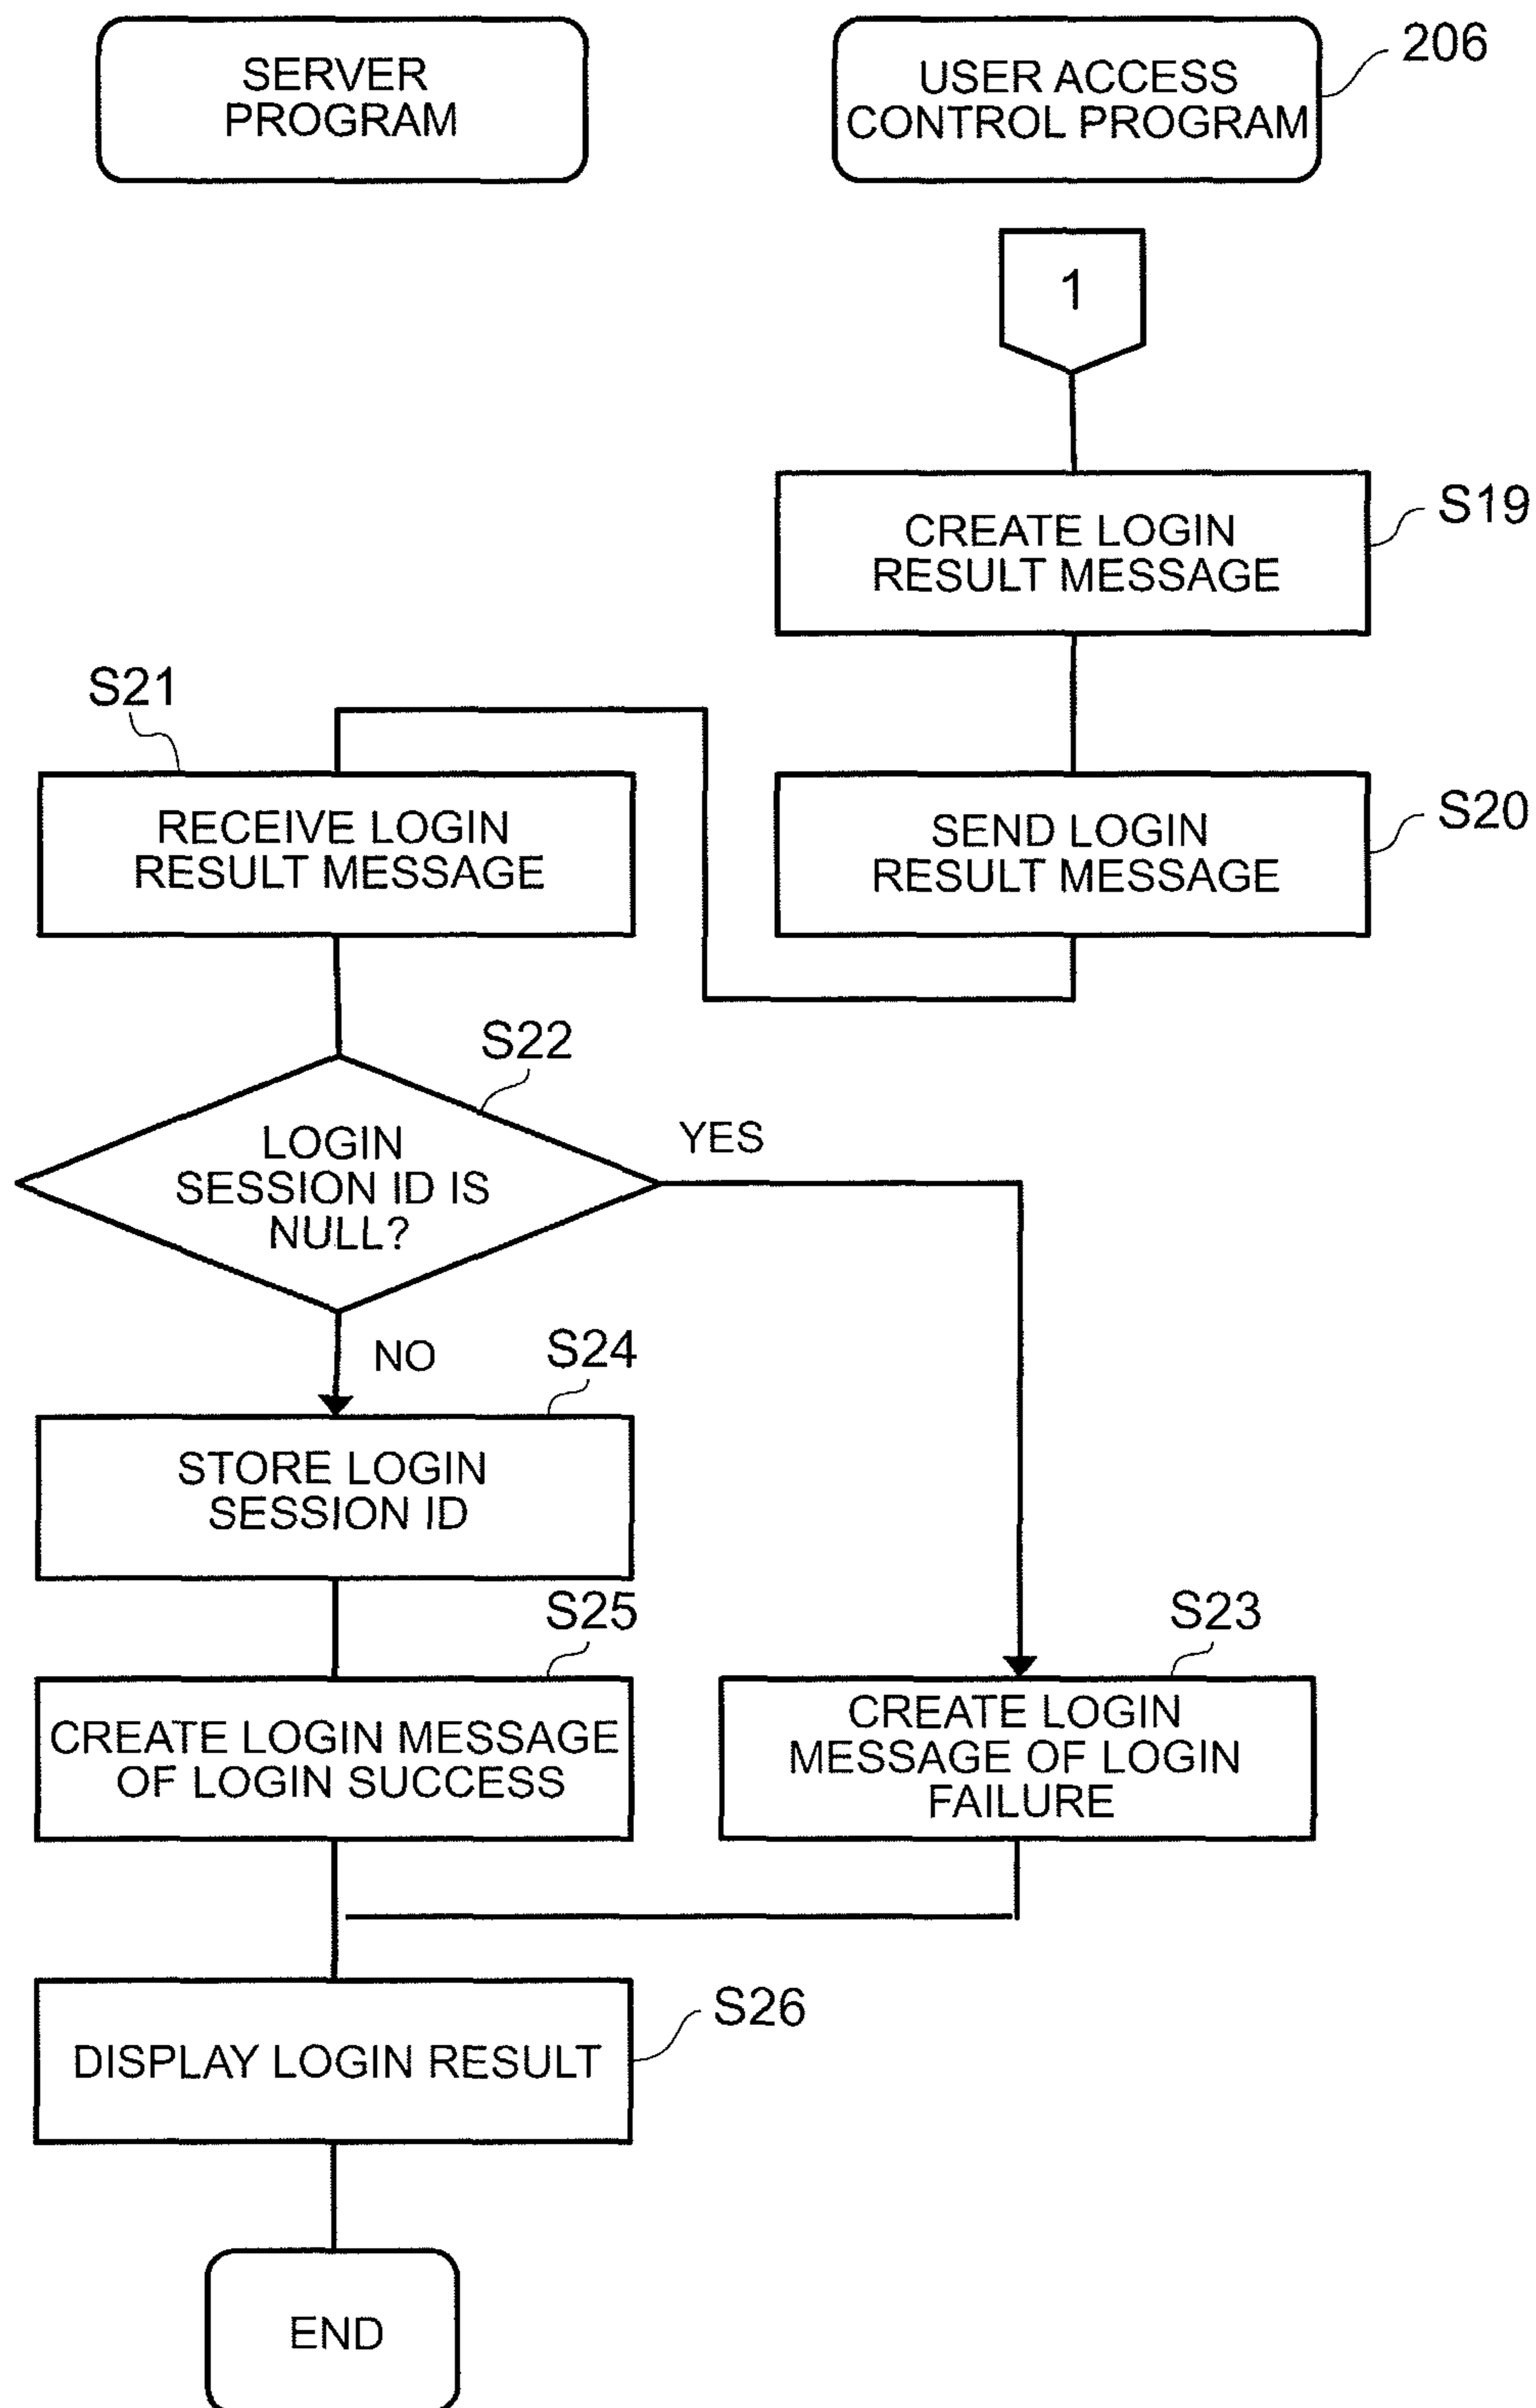 SERVER
PROGRAM
USER ACCESS
CONTROL PROGRAM
206
1
CREATE LOGIN
RESULT MESSAGE
S19
S21
RECEIVE LOGIN
RESULT MESSAGE
SEND LOGIN
RESULT MESSAGE
S20
S22
LOGIN
SESSION ID IS
NULL?
YES
NO
S24
STORE LOGIN
SESSION ID
S25
CREATE LOGIN MESSAGE
OF LOGIN SUCCESS
S23
CREATE LOGIN
MESSAGE OF LOGIN
FAILURE
DISPLAY LOGIN RESULT
S26
END